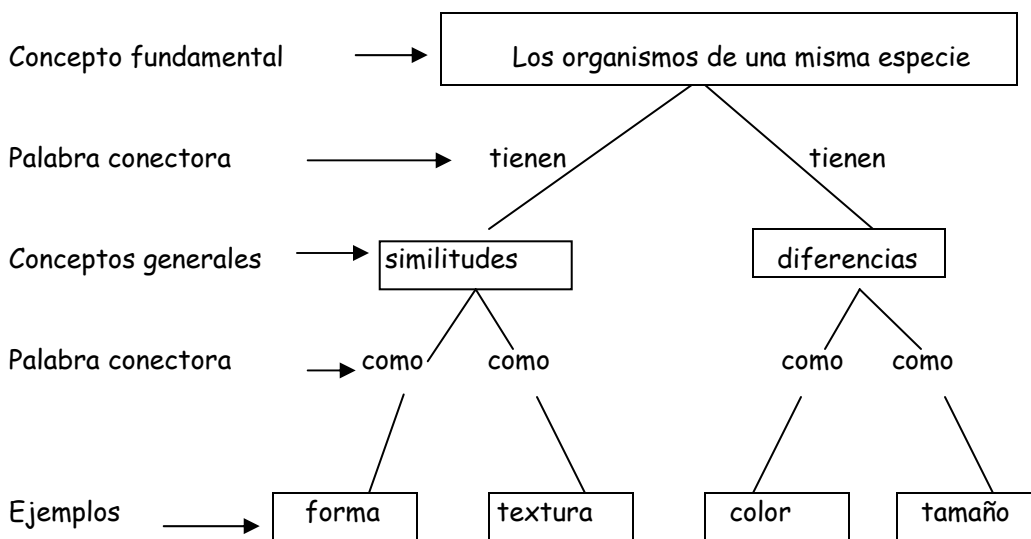 Concepto fundamental
Los organismos de una misma especie
Palabra conectora
tienen
tienen
Conceptos generales
similitudes
diferencias
Palabra conectora
como
como
como
como
Ejemplos
forma
textura
color
tamaño